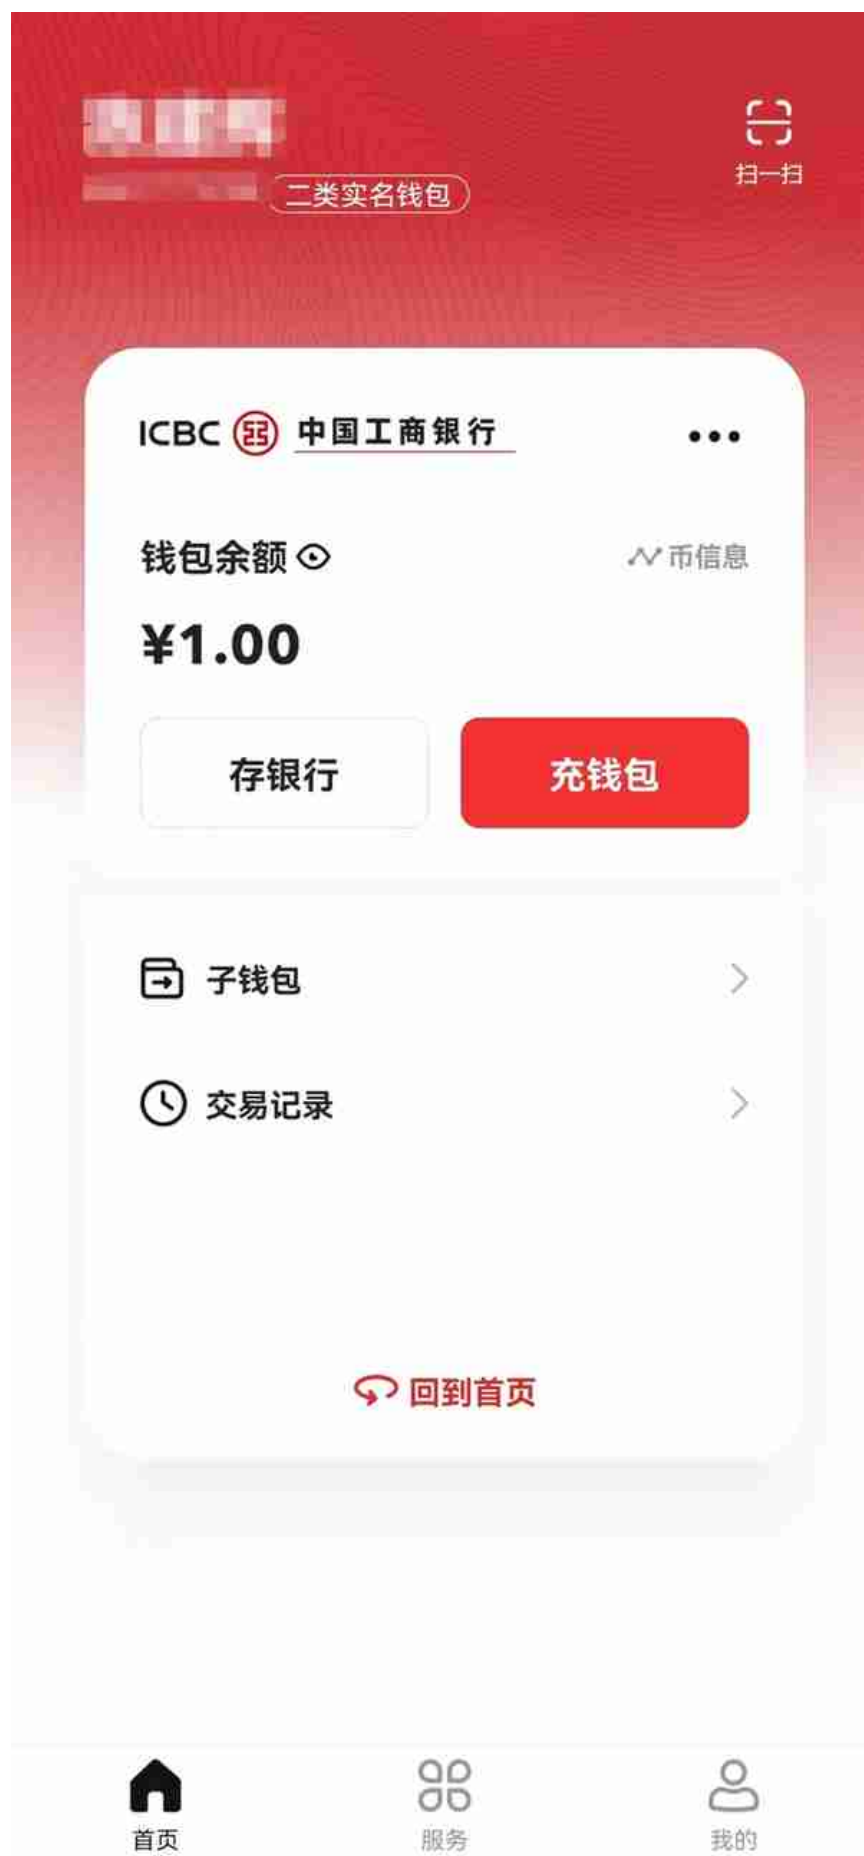 二类实名钱包
扫一扫
ICBC 中国工商银行
钱包余额
币信息
¥1.00
存银行
充钱包
子钱包
交易记录
回到首页
首页
服务
我的